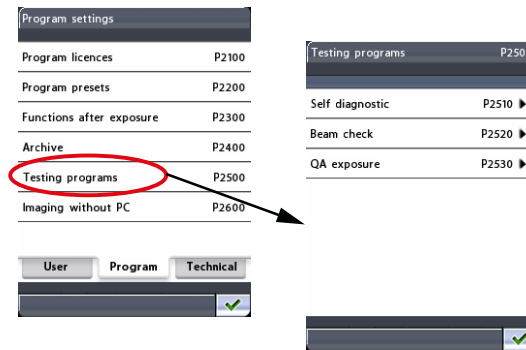 Program settings
Program licences P2100
Program presets P2200
Functions after exposure P2300
Archive P2400
Testing programs P2500
Imaging without PC P2600
User Program Technical
Testing programs P250
Self diagnostic P2510
Beam check P2520
QA exposure P2530